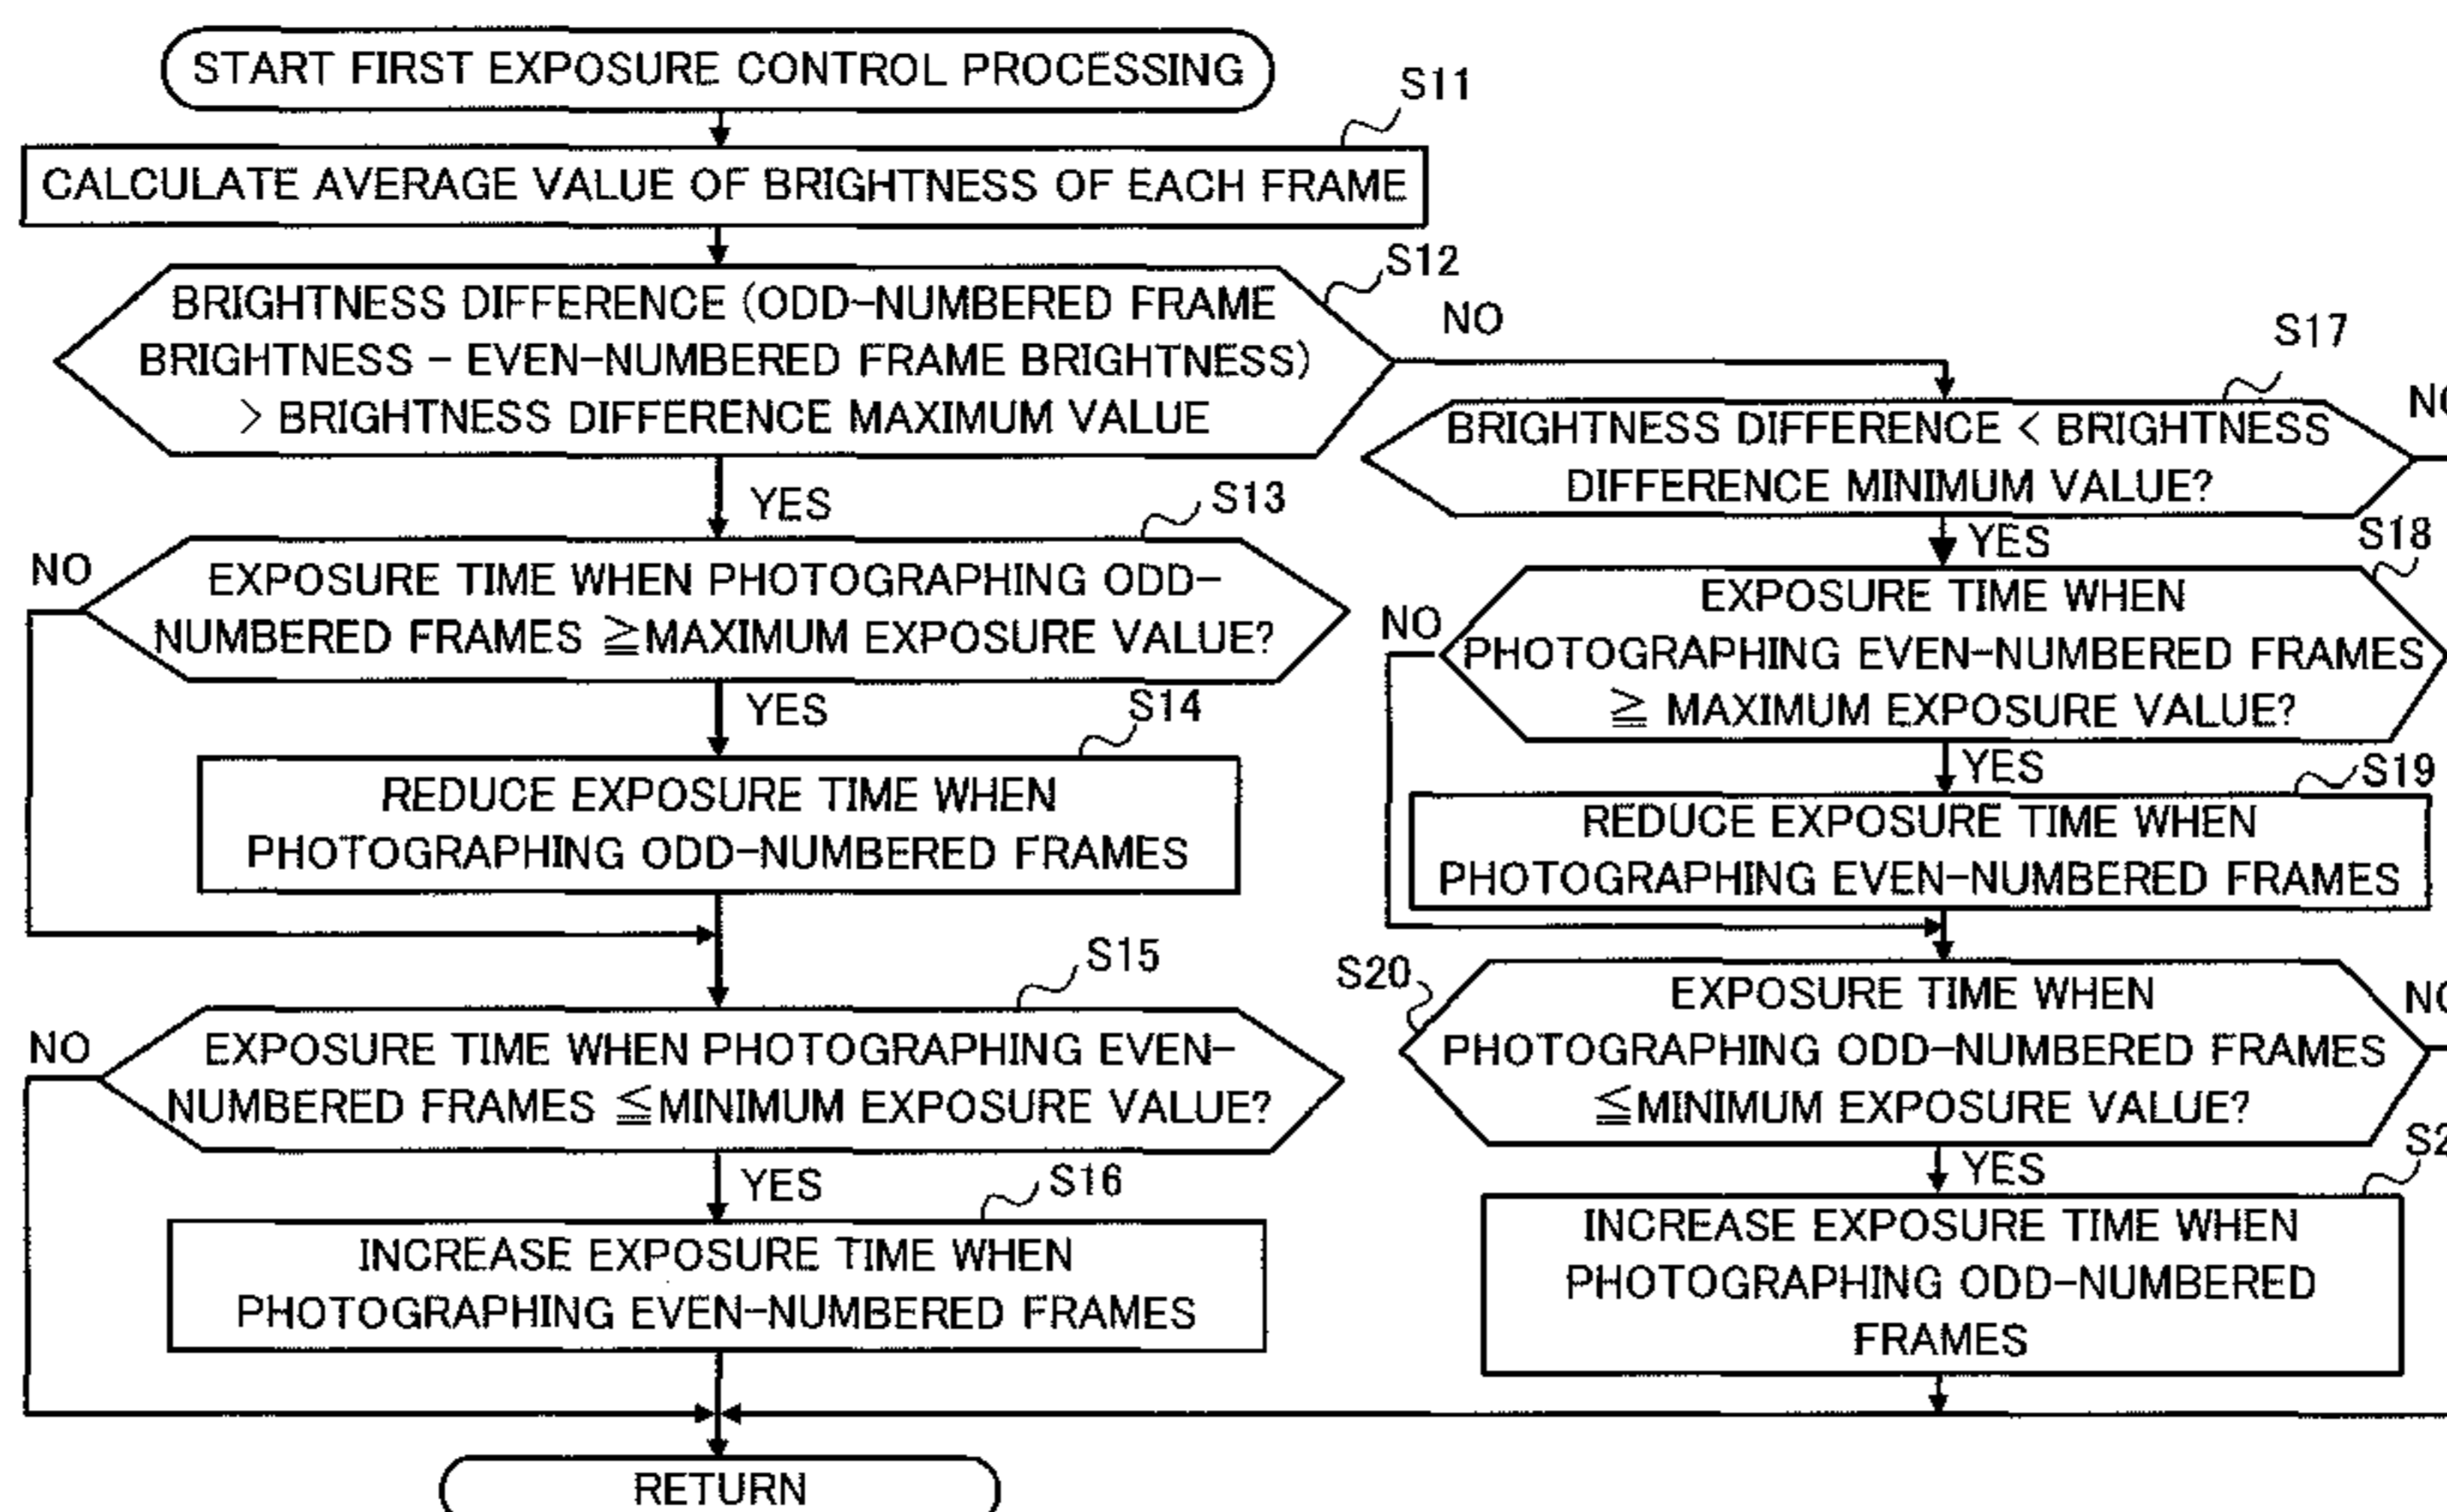 START FIRST EXPOSURE CONTROL PROCESSING
S11
CALCULATE AVERAGE VALUE OF BRIGHTNESS OF EACH FRAME
S12
BRIGHTNESS DIFFERENCE (ODD-NUMBERED FRAME
BRIGHTNESS - EVEN-NUMBERED FRAME BRIGHTNESS)
> BRIGHTNESS DIFFERENCE MAXIMUM VALUE
NO
YES
S13
NO
EXPOSURE TIME WHEN PHOTOGRAPHING ODD-
NUMBERED FRAMES ≧MAXIMUM EXPOSURE VALUE?
YES
S14
REDUCE EXPOSURE TIME WHEN
PHOTOGRAPHING ODD-NUMBERED FRAMES
S15
NO
EXPOSURE TIME WHEN PHOTOGRAPHING EVEN-
NUMBERED FRAMES ≦MINIMUM EXPOSURE VALUE?
YES
S16
INCREASE EXPOSURE TIME WHEN
PHOTOGRAPHING EVEN-NUMBERED FRAMES
S17
BRIGHTNESS DIFFERENCE < BRIGHTNESS
DIFFERENCE MINIMUM VALUE?
YES
S18
NO
EXPOSURE TIME WHEN
PHOTOGRAPHING EVEN-NUMBERED FRAMES
≧ MAXIMUM EXPOSURE VALUE?
YES
S19
REDUCE EXPOSURE TIME WHEN
PHOTOGRAPHING EVEN-NUMBERED FRAMES
S20
EXPOSURE TIME WHEN
PHOTOGRAPHING ODD-NUMBERED FRAMES
≦MINIMUM EXPOSURE VALUE?
YES
INCREASE EXPOSURE TIME WHEN
PHOTOGRAPHING ODD-NUMBERED
FRAMES
RETURN